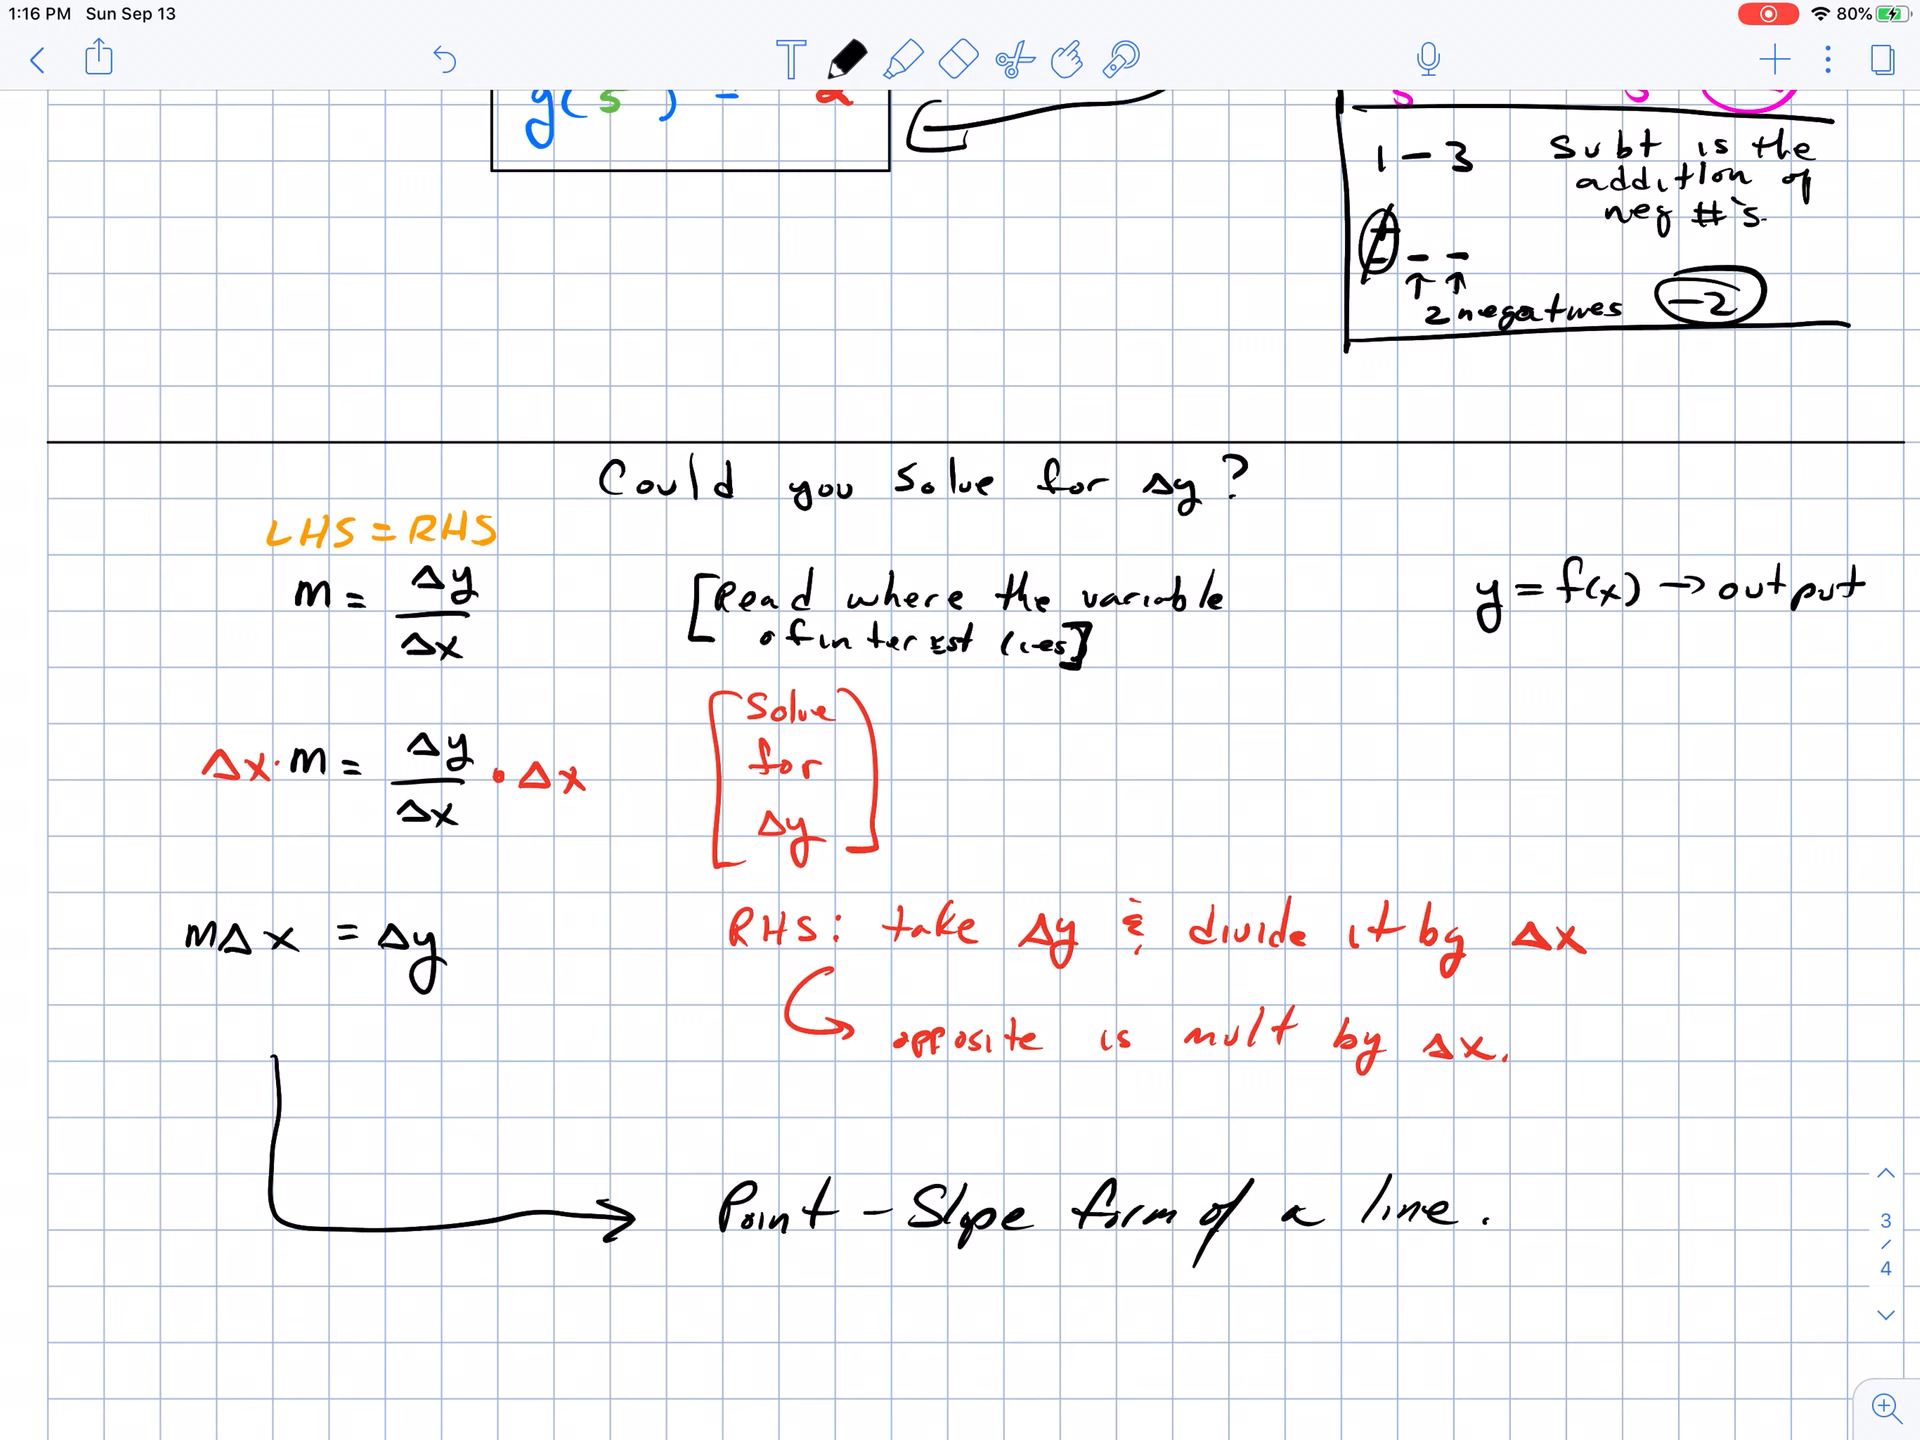 1:16 PM Sun Sep 13
80%
y(5) = 2
1 - 3 Subt is the
addition of
neg #'s.
2 negatives -2
Could you solve for Δy?
LHS = RHS
m = Δy/Δx
[Read where the variable
of interest lies]
y = f(x) → output
Δx · m = Δy/Δx · Δx
[Solve
for
Δy]
mΔx = Δy
RHS: take Δy & divide it by Δx
opposite is mult by Δx.
Point - Slope form of a line.
3
/
4